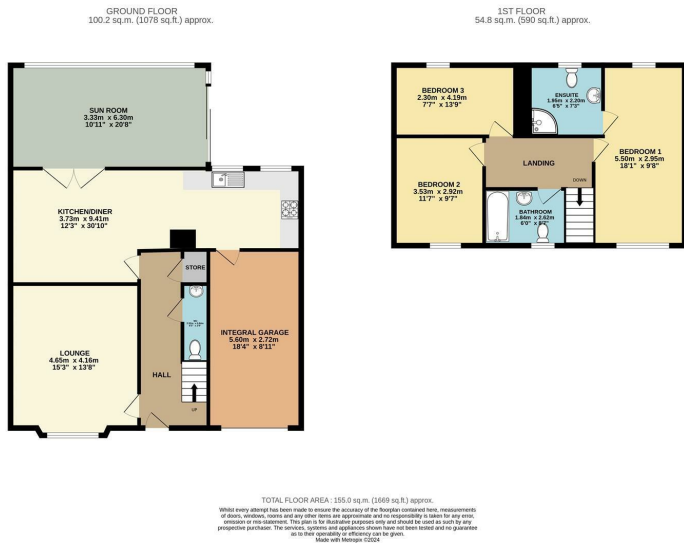 GROUND FLOOR
100.2 sq.m. (1078 sq.ft.) approx.
1ST FLOOR
54.8 sq.m. (590 sq.ft.) approx.
SUN ROOM
3.33m x 6.30m
10'11" x 20'8"
KITCHEN/DINER
3.73m x 9.41m
12'3" x 30'10"
STORE
LOUNGE
4.65m x 4.16m
15'3" x 13'8"
HALL
UP
INTEGRAL GARAGE
5.60m x 2.72m
18'4" x 8'11"
BEDROOM 3
2.30m x 4.19m
7'7" x 13'9"
ENSUITE
1.95m x 2.20m
6'5" x 7'3"
BEDROOM 1
5.50m x 2.95m
18'1" x 9'8"
LANDING
DOWN
BEDROOM 2
3.53m x 2.92m
11'7" x 9'7"
BATHROOM
1.84m x 2.62m
6'0" x 8'7"
TOTAL FLOOR AREA : 155.0 sq.m. (1669 sq.ft.) approx.
Whilst every attempt has been made to ensure the accuracy of the floorplan contained here, measurements
of doors, windows, rooms and any other items are approximate and no responsibility is taken for any error,
omission or mis-statement. This plan is for illustrative purposes only and should be used as such by any
prospective purchaser. The services, systems and appliances shown have not been tested and no guarantee
as to their operability or efficiency can be given.
Made with Metropix ©2024